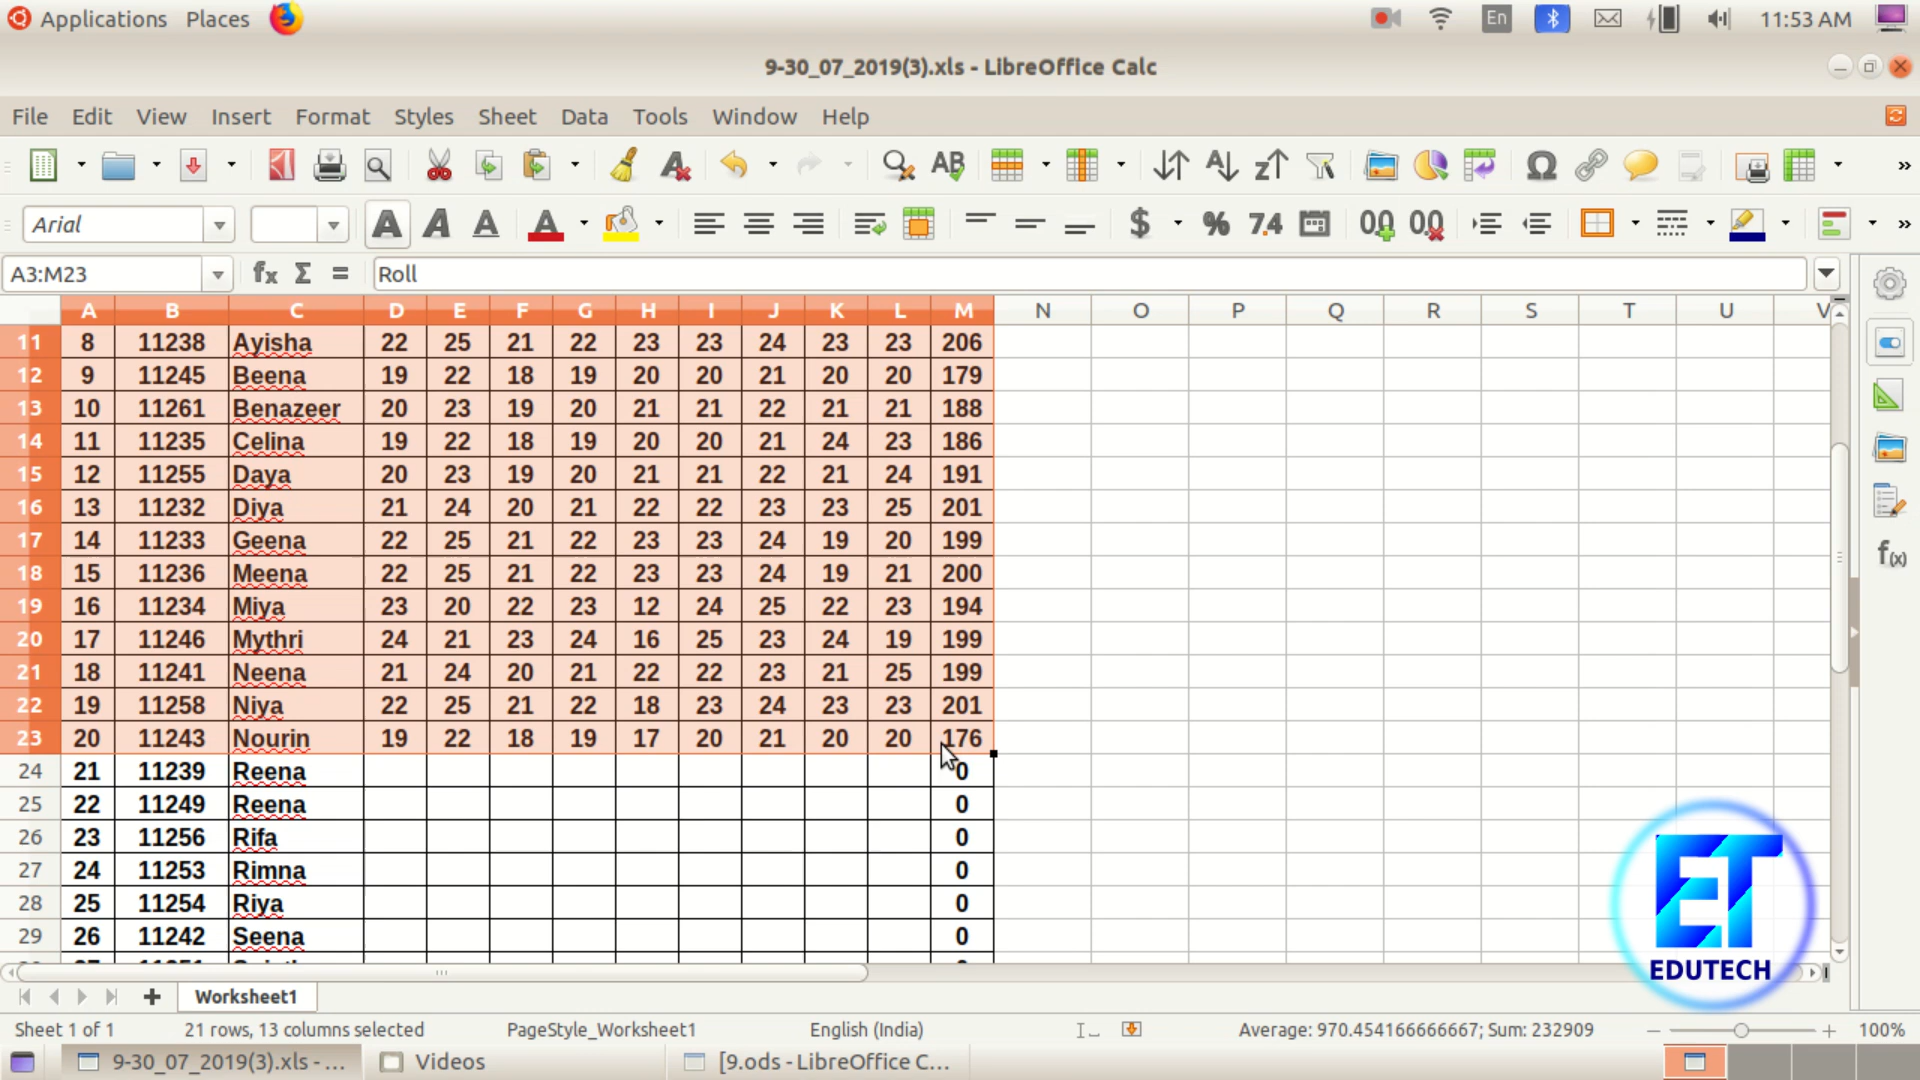 Applications Places En 11:53 AM
9-30_07_2019(3).xls - LibreOffice Calc
File Edit View Insert Format Styles Sheet Data Tools Window Help
Arial
A3:M23 Roll
A B C D E F G H I J K L M N O P Q R S T U V
11 8 11238 Ayisha 22 25 21 22 23 23 24 23 23 206
12 9 11245 Beena 19 22 18 19 20 20 21 20 20 179
13 10 11261 Benazeer 20 23 19 20 21 21 22 21 21 188
14 11 11235 Celina 19 22 18 19 20 20 21 24 23 186
15 12 11255 Daya 20 23 19 20 21 21 22 21 24 191
16 13 11232 Diya 21 24 20 21 22 22 23 23 25 201
17 14 11233 Geena 22 25 21 22 23 23 24 19 20 199
18 15 11236 Meena 22 25 21 22 23 23 24 19 21 200
19 16 11234 Miya 23 20 22 23 12 24 25 22 23 194
20 17 11246 Mythri 24 21 23 24 16 25 23 24 19 199
21 18 11241 Neena 21 24 20 21 22 22 23 21 25 199
22 19 11258 Niya 22 25 21 22 18 23 24 23 23 201
23 20 11243 Nourin 19 22 18 19 17 20 21 20 20 176
24 21 11239 Reena 0
25 22 11249 Reena 0
26 23 11256 Rifa 0
27 24 11253 Rimna 0
28 25 11254 Riya 0
29 26 11242 Seena 0
ET
EDUTECH
Worksheet1
Sheet 1 of 1 21 rows, 13 columns selected PageStyle_Worksheet1 English (India) Average: 970.454166666667; Sum: 232909 100%
9-30_07_2019(3).xls - ... Videos [9.ods - LibreOffice C...